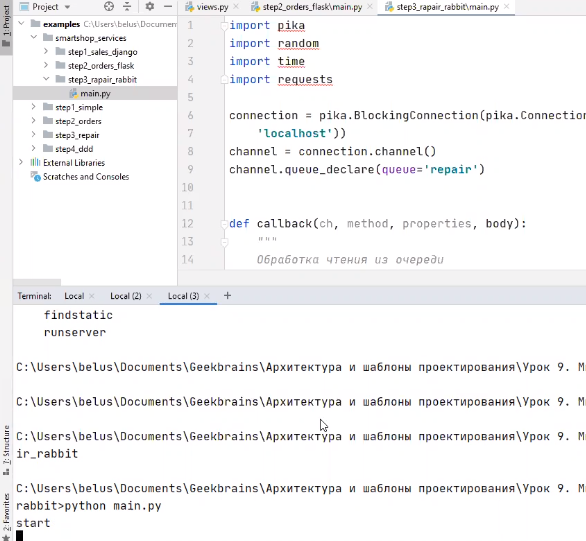 Project
views.py
step2_orders_flask\main.py
step3_rapair_rabbit\main.py
1: Project
examples C:\Users\belus\Documen
smartshop_services
step1_sales_django
step2_orders_flask
step3_rapair_rabbit
main.py
step1_simple
step2_orders
step3_repair
step4_ddd
External Libraries
Scratches and Consoles
1 import pika
2 import random
3 import time
4 import requests
5
6 connection = pika.BlockingConnection(pika.Connection
7 'localhost'))
8 channel = connection.channel()
9 channel.queue_declare(queue='repair')
10
11
12 def callback(ch, method, properties, body):
13 """
14 Обработка чтения из очереди
Terminal: Local Local (2) Local (3) +
findstatic
runserver
C:\Users\belus\Documents\Geekbrains\Архитектура и шаблоны проектирования\Урок 9. М
C:\Users\belus\Documents\Geekbrains\Архитектура и шаблоны проектирования\Урок 9. М
C:\Users\belus\Documents\Geekbrains\Архитектура и шаблоны проектирования\Урок 9. М
ir_rabbit
C:\Users\belus\Documents\Geekbrains\Архитектура и шаблоны проектирования\Урок 9. М
rabbit>python main.py
start
7: Structure
2: Favorites